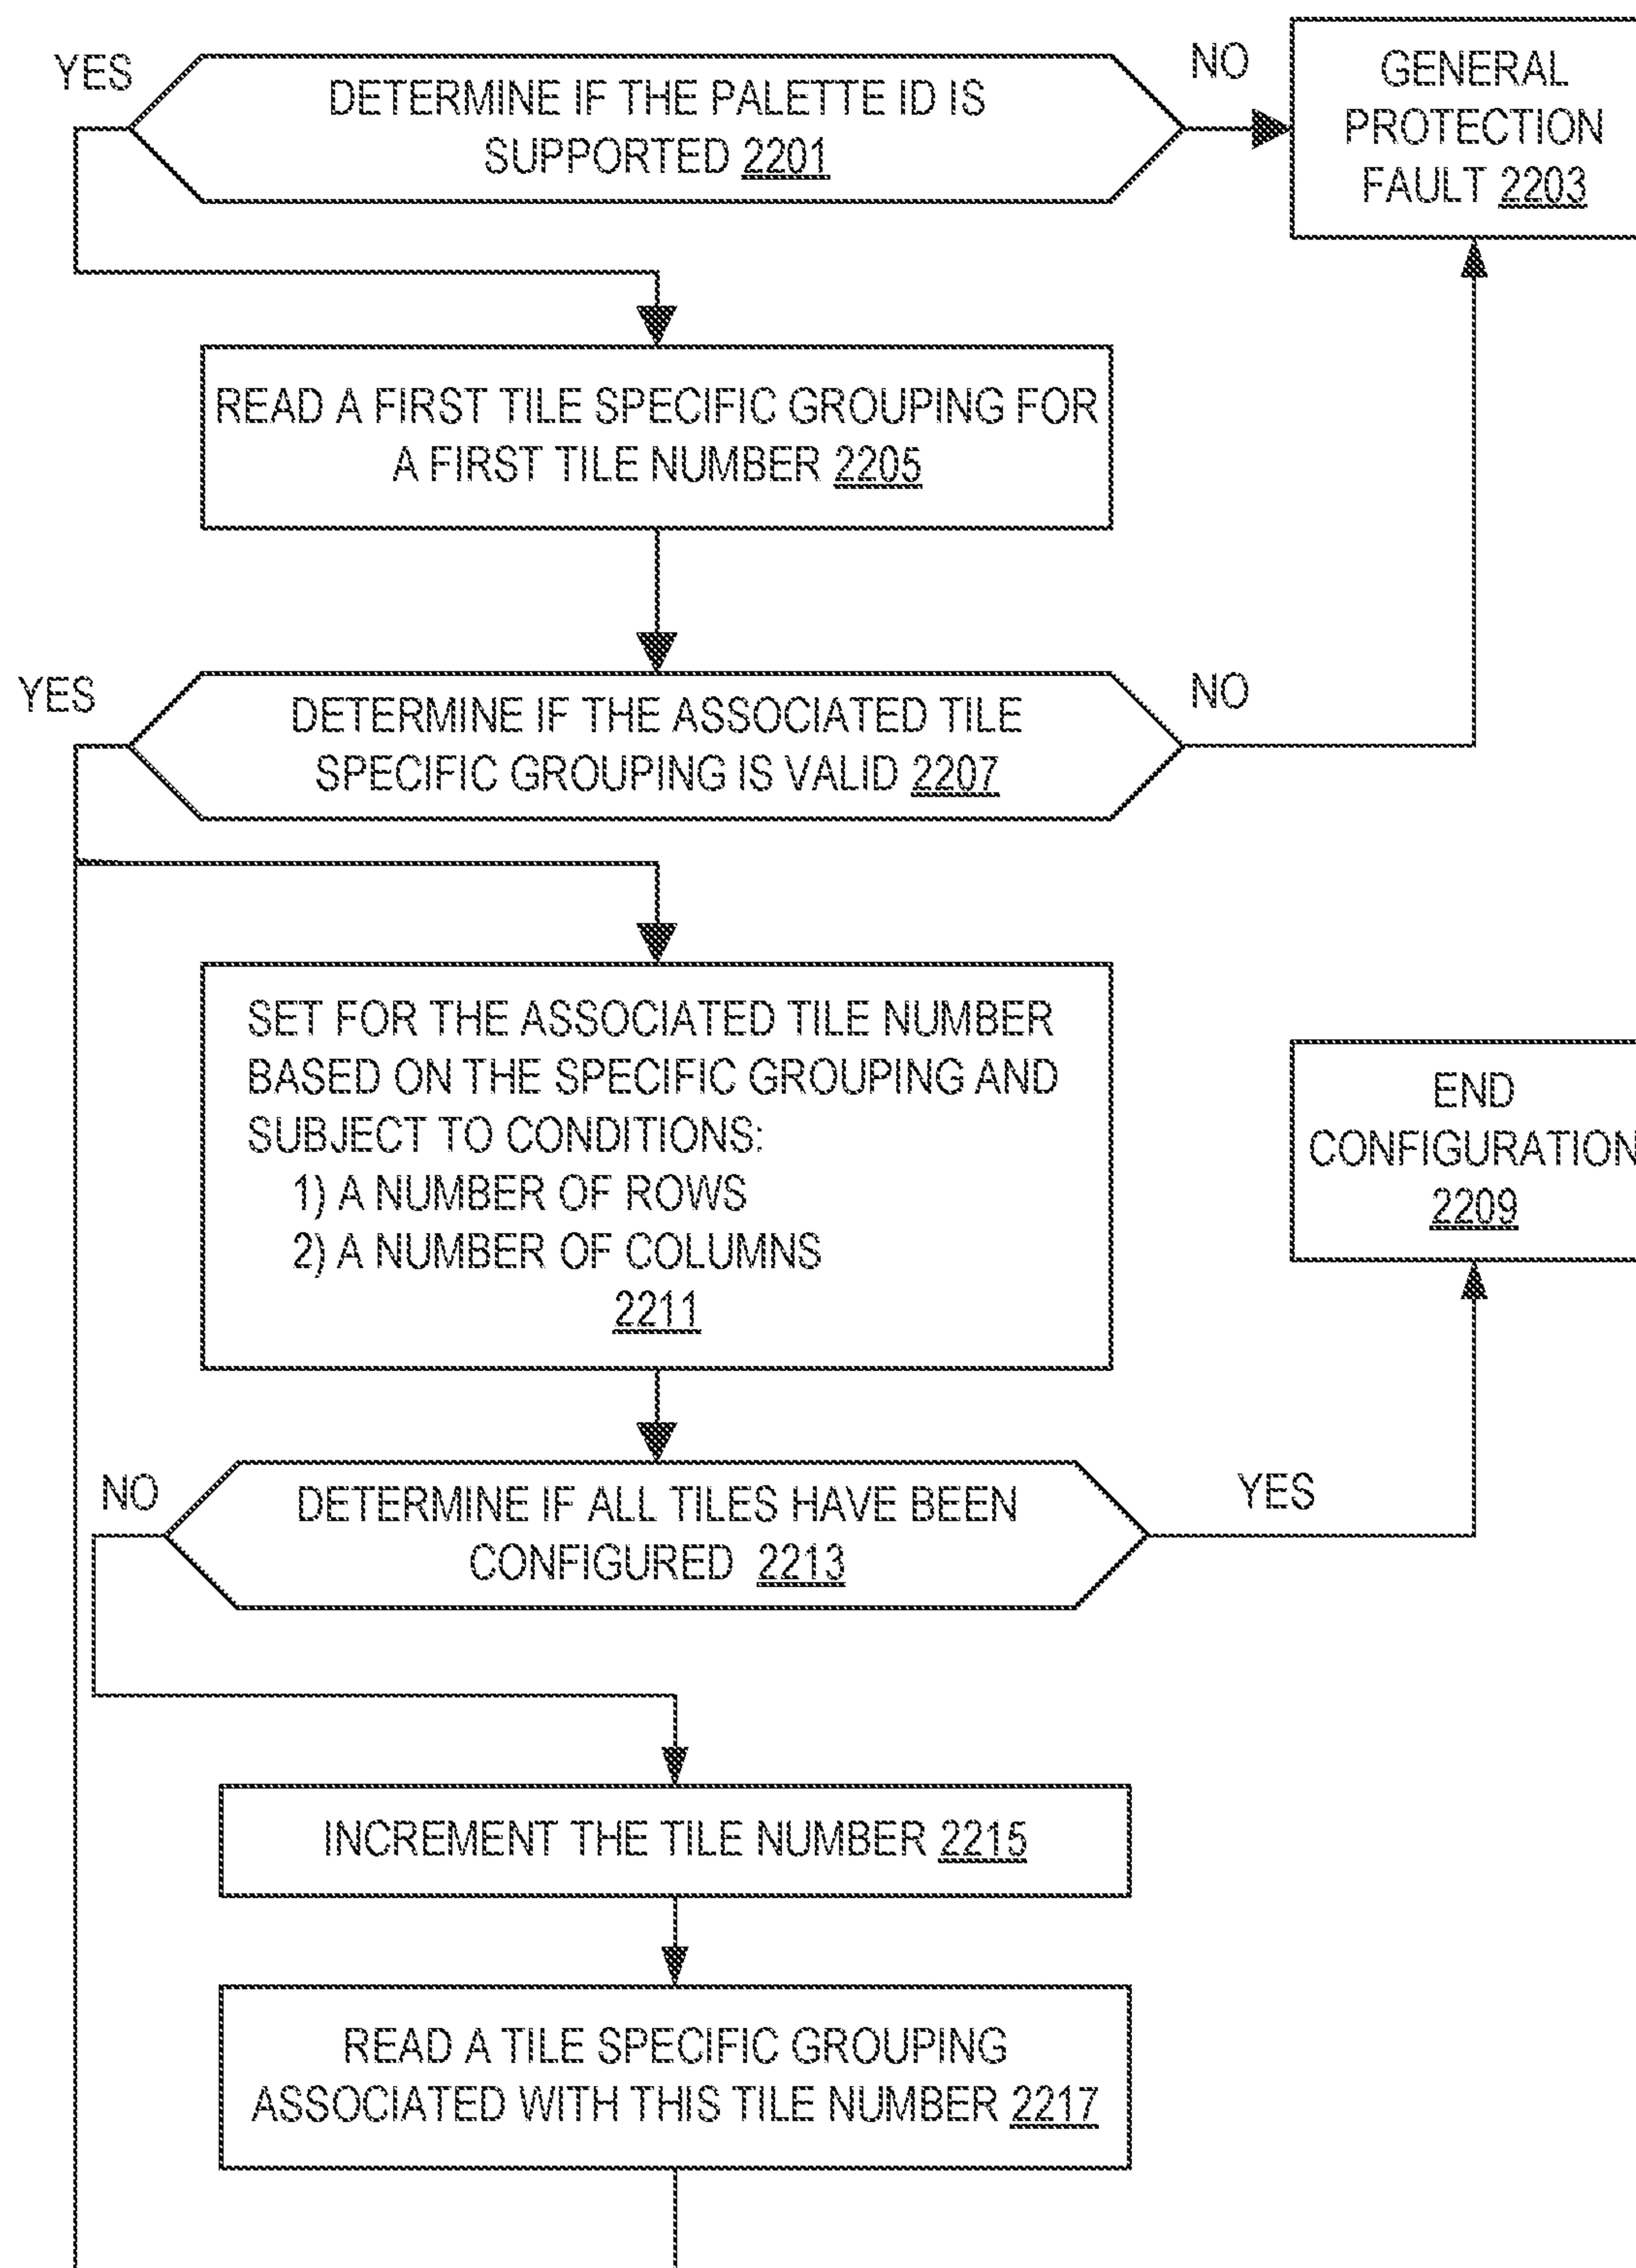 YES
DETERMINE IF THE PALETTE ID IS
SUPPORTED 2201
NO
GENERAL
PROTECTION
FAULT 2203
READ A FIRST TILE SPECIFIC GROUPING FOR
A FIRST TILE NUMBER 2205
YES
DETERMINE IF THE ASSOCIATED TILE
SPECIFIC GROUPING IS VALID 2207
NO
SET FOR THE ASSOCIATED TILE NUMBER
BASED ON THE SPECIFIC GROUPING AND
SUBJECT TO CONDITIONS:
1) A NUMBER OF ROWS
2) A NUMBER OF COLUMNS
2211
END
CONFIGURATION
2209
NO
DETERMINE IF ALL TILES HAVE BEEN
CONFIGURED 2213
YES
INCREMENT THE TILE NUMBER 2215
READ A TILE SPECIFIC GROUPING
ASSOCIATED WITH THIS TILE NUMBER 2217